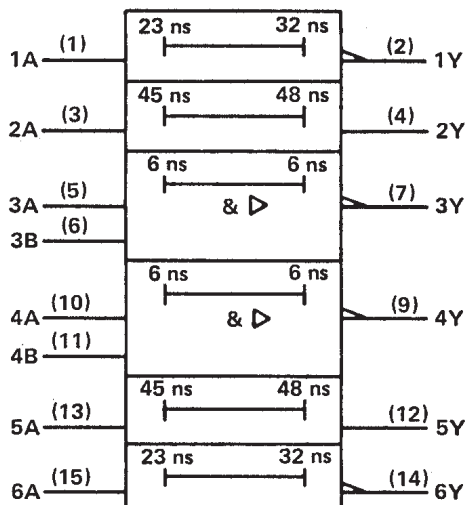 23 ns 32 ns
1A (1) (2) 1Y
45 ns 48 ns
2A (3) (4) 2Y
6 ns 6 ns
3A (5) & ▷ (7) 3Y
3B (6)
6 ns 6 ns
4A (10) & ▷ (9) 4Y
4B (11)
45 ns 48 ns
5A (13) (12) 5Y
23 ns 32 ns
6A (15) (14) 6Y